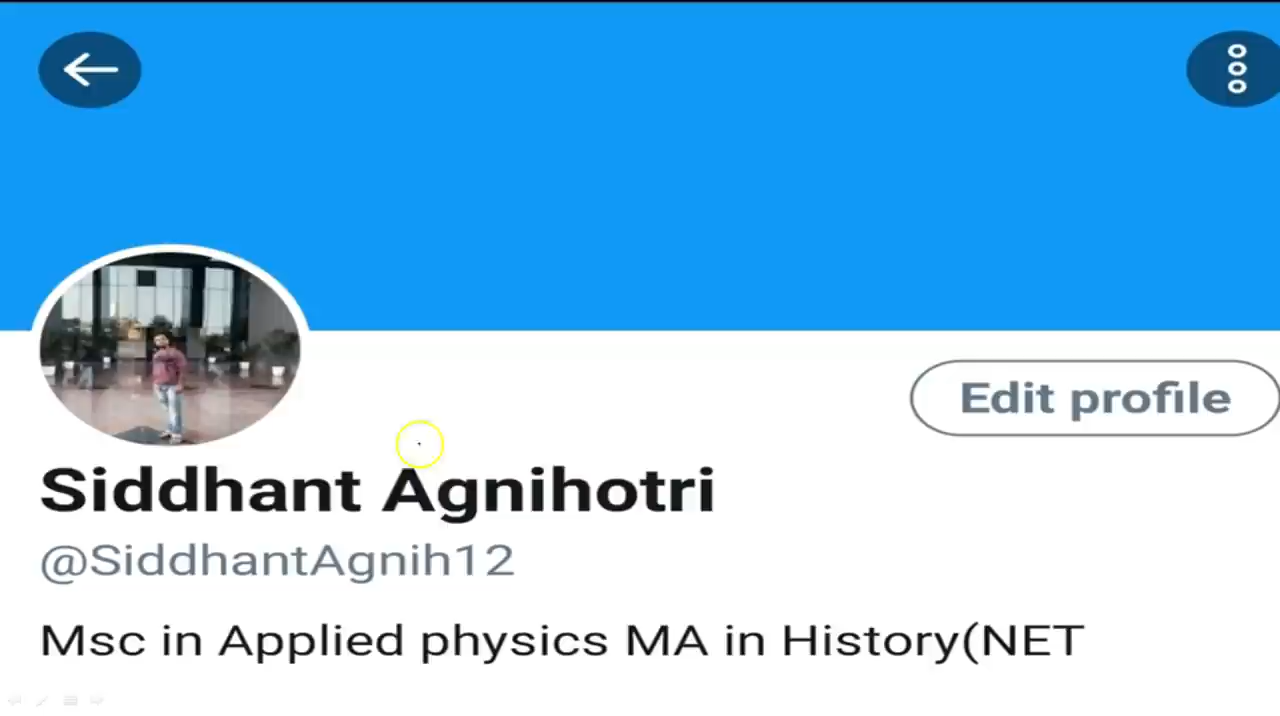 Edit profile
Siddhant Agnihotri
@SiddhantAgnih12
Msc in Applied physics MA in History(NET